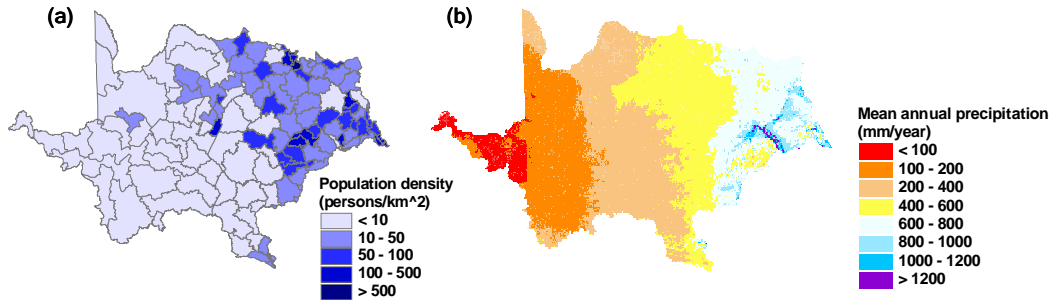 (a)
Population density
(persons/km^2)
< 10
10 - 50
50 - 100
100 - 500
> 500
(b)
Mean annual precipitation
(mm/year)
< 100
100 - 200
200 - 400
400 - 600
600 - 800
800 - 1000
1000 - 1200
> 1200